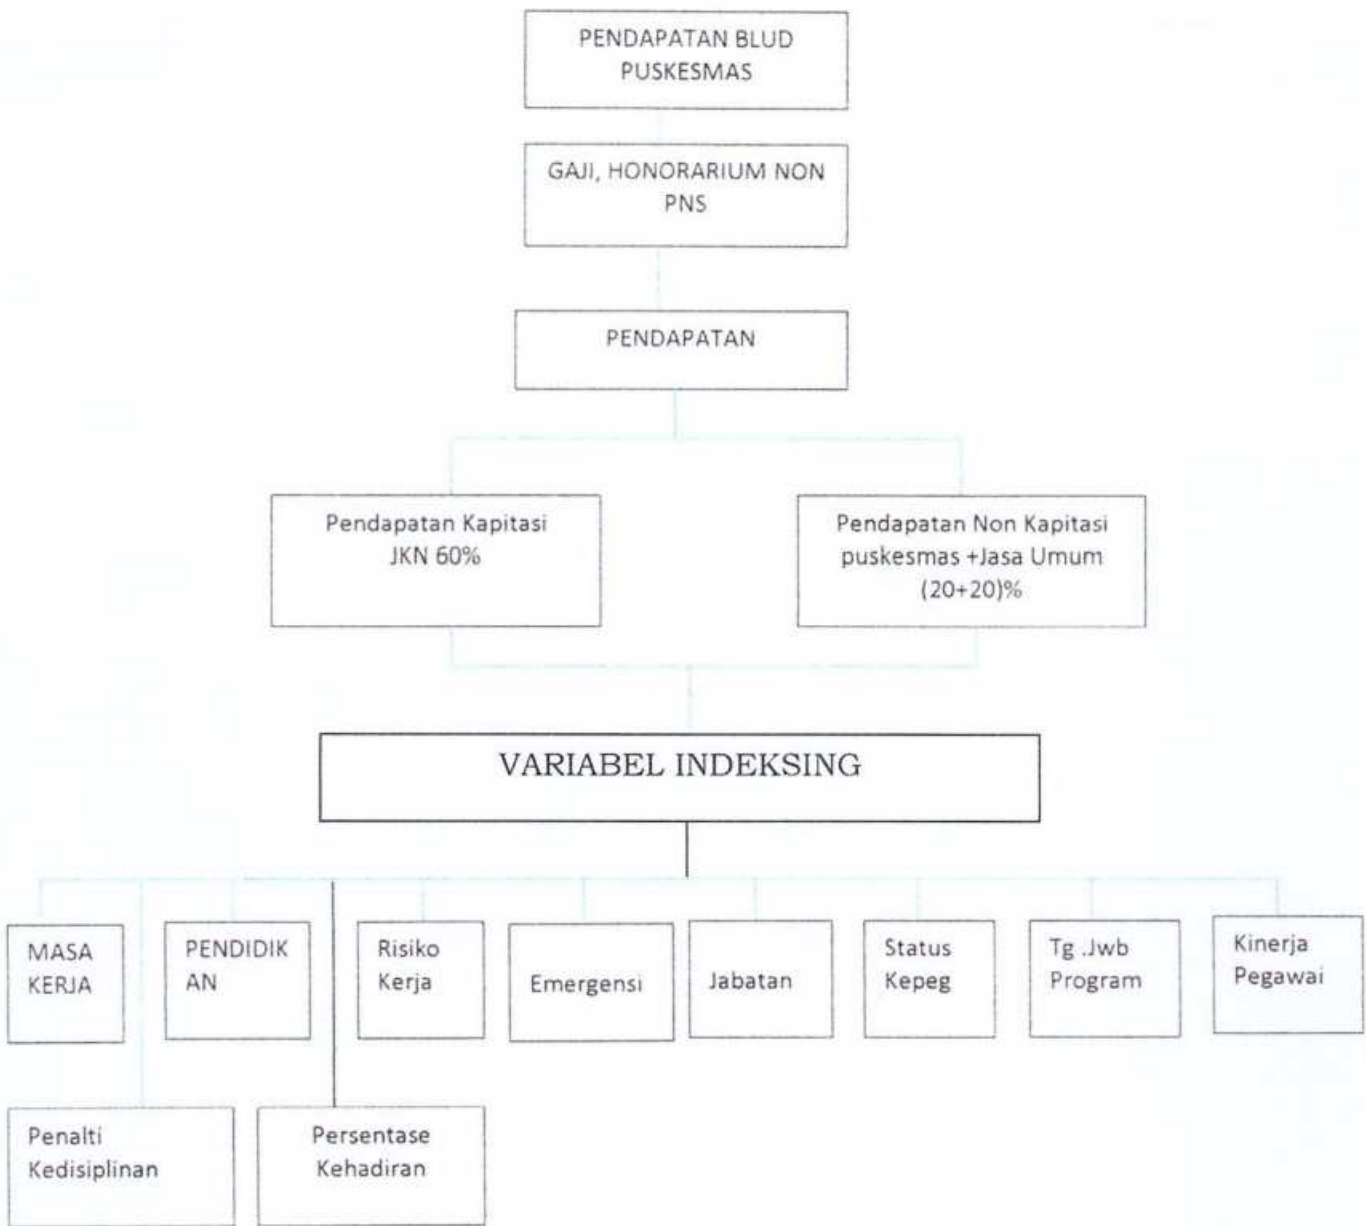 PENDAPATAN BLUD
PUSKESMAS
GAJI, HONORARIUM NON
PNS
PENDAPATAN
Pendapatan Kapitasi
JKN 60%
Pendapatan Non Kapitasi
puskesmas +Jasa Umum
(20+20)%
VARIABEL INDEKSING
MASA
KERJA
PENDIDIK
AN
Risiko
Kerja
Emergensi
Jabatan
Status
Kepeg
Tg .Jwb
Program
Kinerja
Pegawai
Penalti
Kedisiplinan
Persentase
Kehadiran